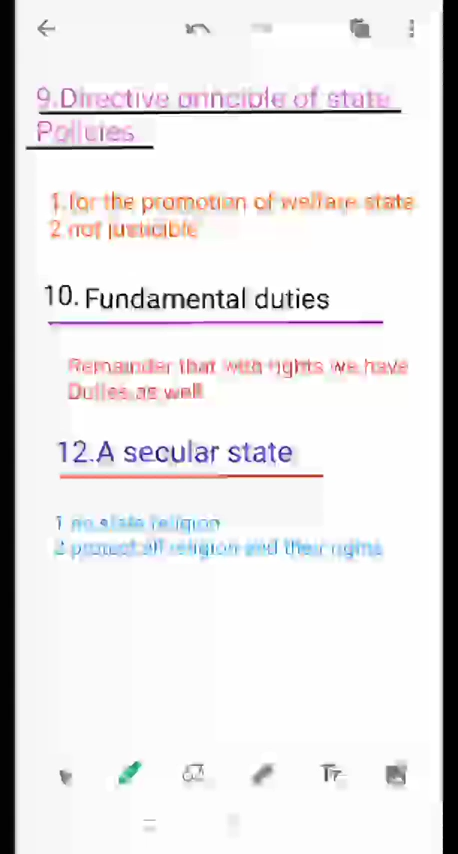 9.Directive principle of state
Policies
1.for the promotion of welfare state
2.not justicible
10. Fundamental duties
Remainder that with rights we have
Duties as well
12.A secular state
1.no state religion
2.protect all religion and their rights